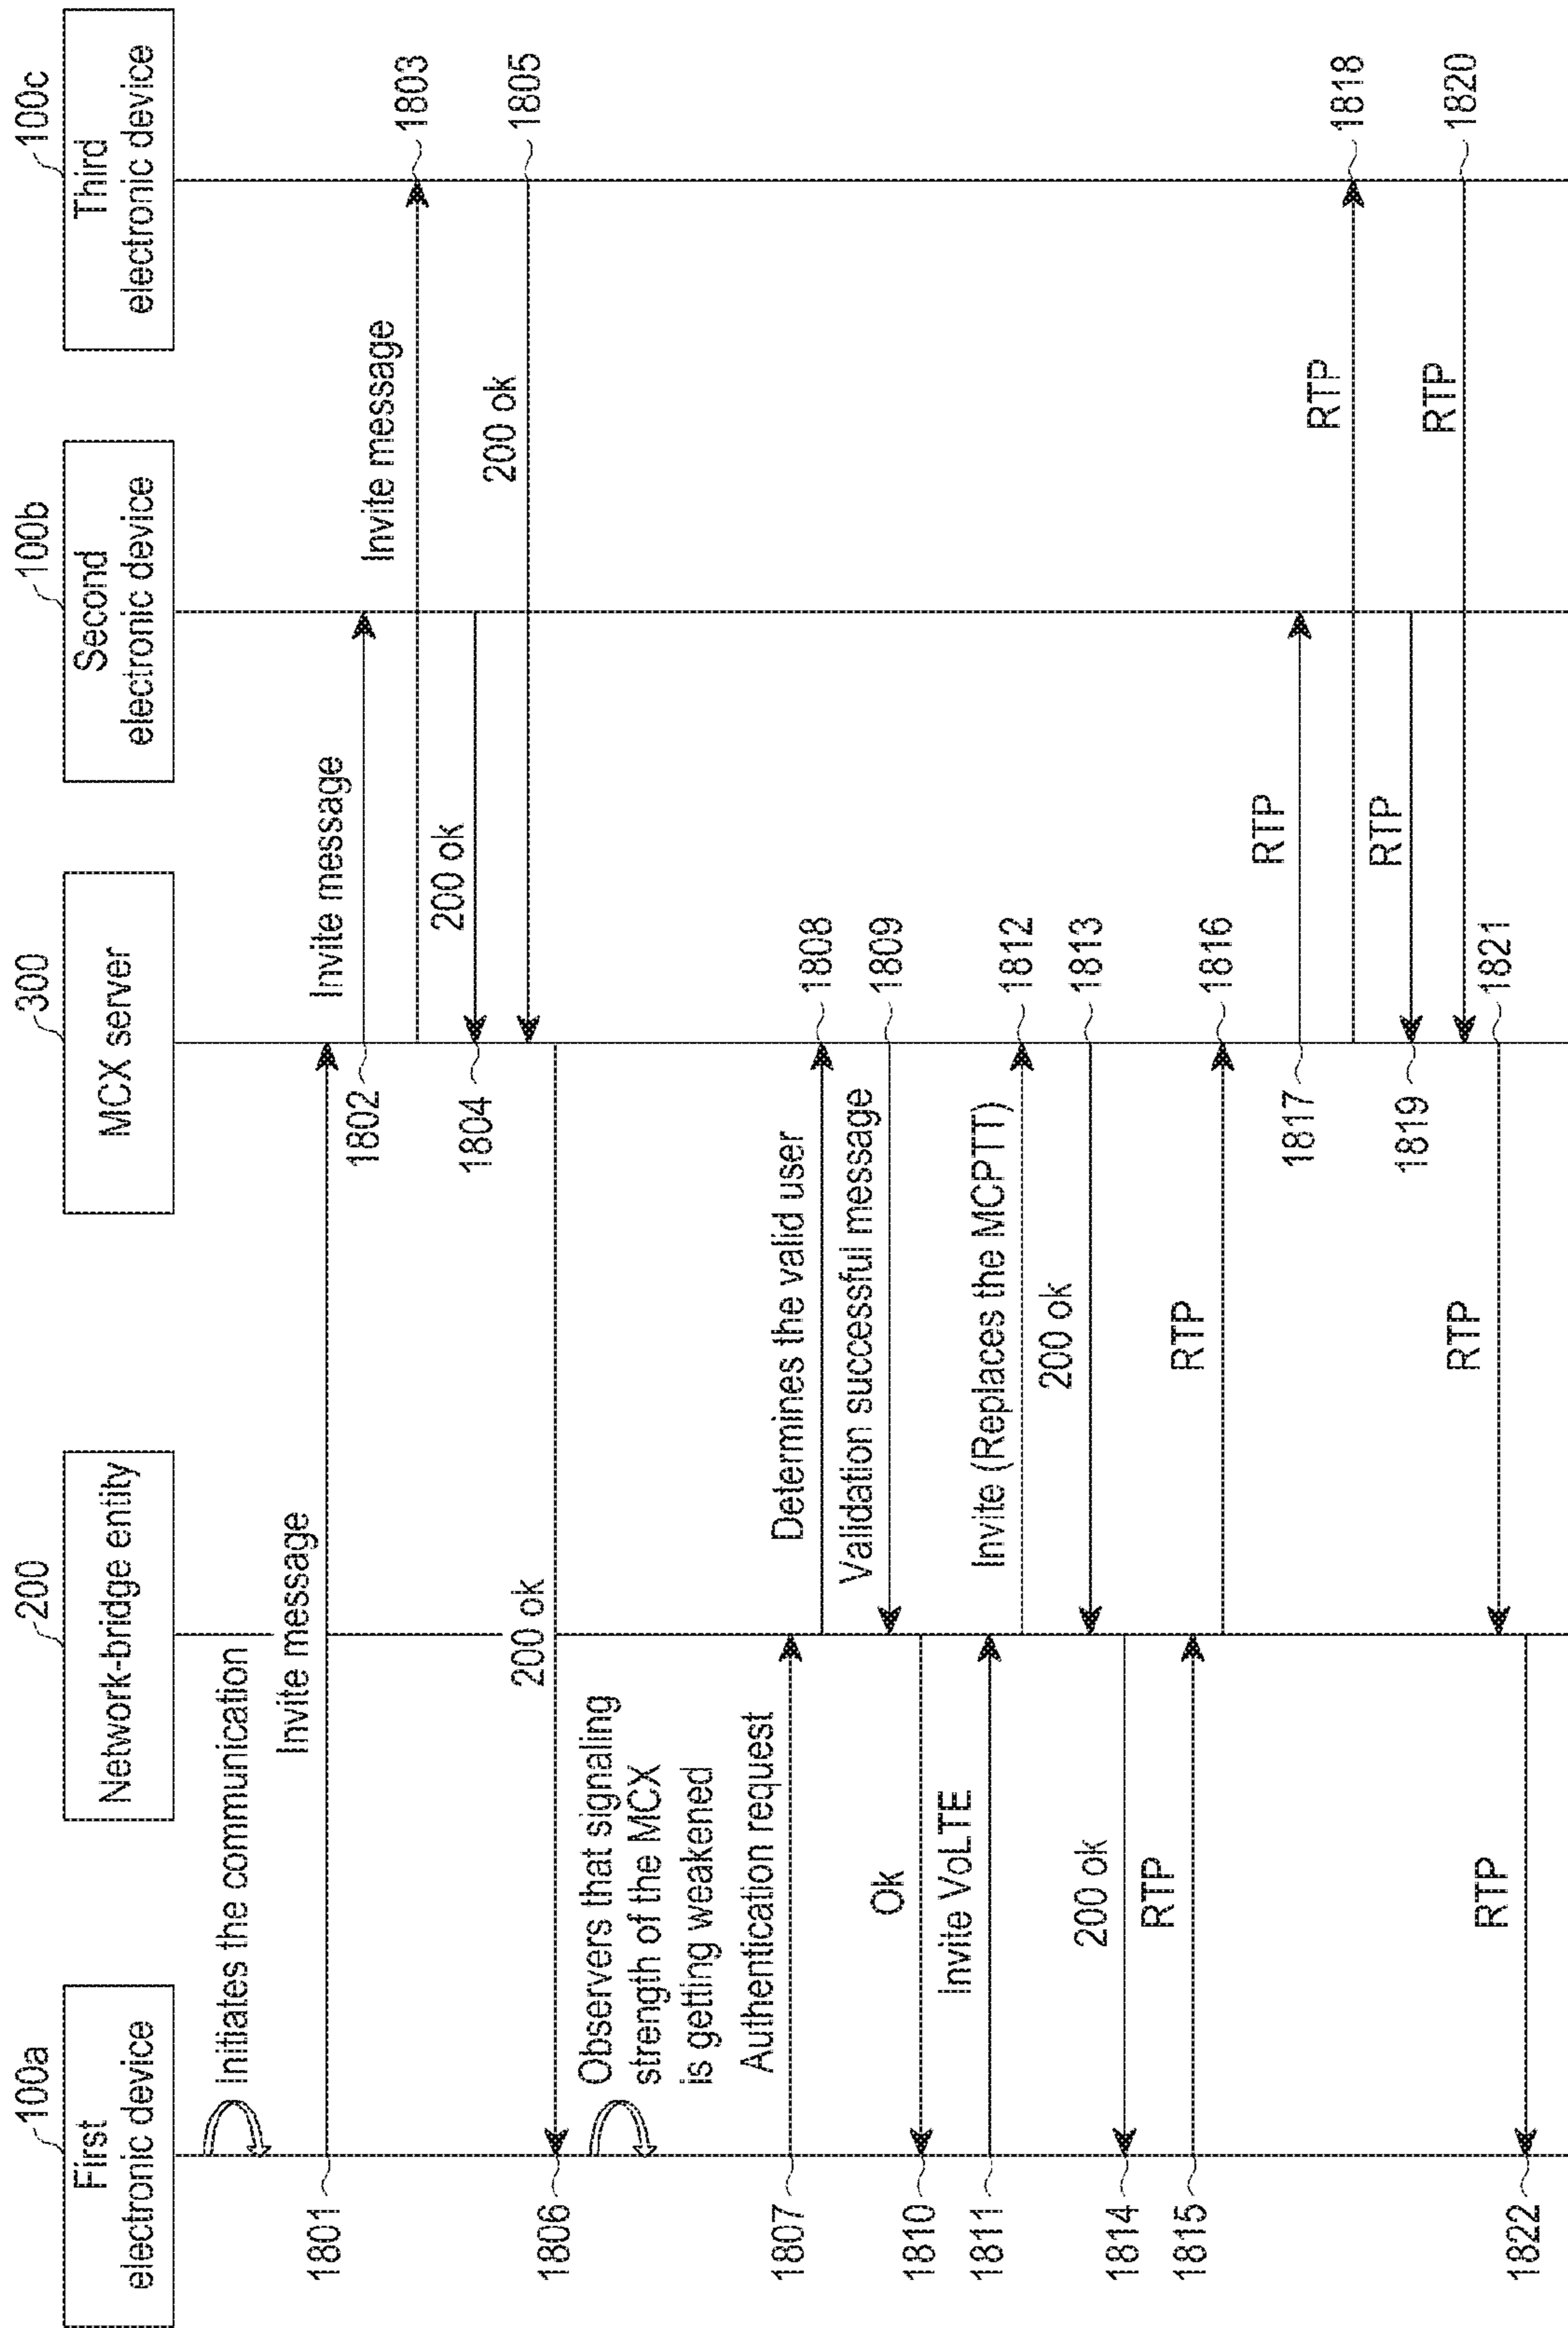 100a
First
electronic device
200
Network-bridge entity
300
MCX server
100b
Second
electronic device
100c
Third
electronic device
Initiates the communication
Invite message
1801
Invite message
1802
Invite message
1803
200 ok
1804
200 ok
1805
200 ok
1806
Observers that signaling
strength of the MCX
is getting weakened
Authentication request
1807
Determines the valid user
1808
Validation successful message
1809
Ok
1810
Invite VoLTE
1811
Invite (Replaces the MCPTT)
1812
200 ok
1813
200 ok
1814
RTP
1815
RTP
1816
RTP
1817
RTP
1818
RTP
1819
RTP
1820
RTP
1821
RTP
1822